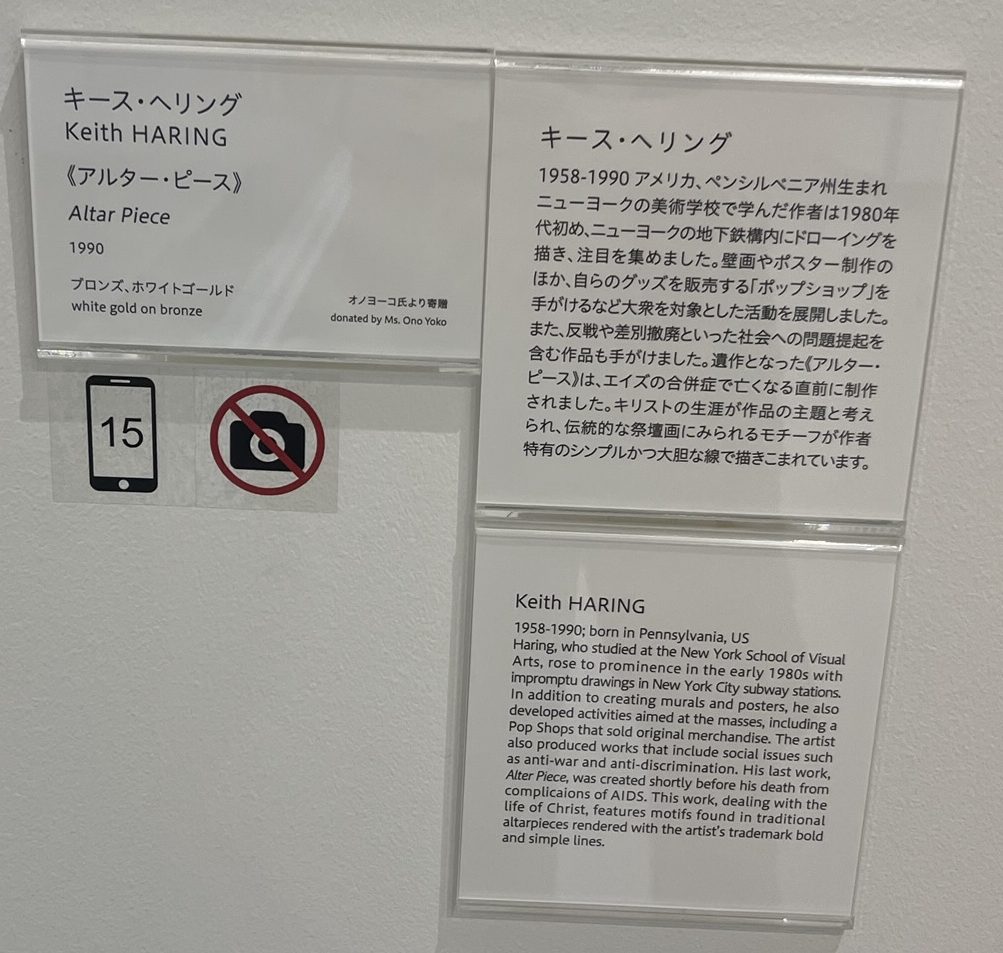 キース・ヘリング
Keith HARING
《アルター・ピース》
Altar Piece
1990
ブロンズ、ホワイトゴールド
white gold on bronze
オノヨーコ氏より寄贈
donated by Ms. Ono Yoko
15
キース・ヘリング
1958-1990 アメリカ、ペンシルベニア州生まれ
ニューヨークの美術学校で学んだ作者は1980年
代初め、ニューヨークの地下鉄構内にドローイングを
描き、注目を集めました。壁画やポスター制作の
ほか、自らのグッズを販売する「ポップショップ」を
手がけるなど大衆を対象とした活動を展開しました。
また、反戦や差別撤廃といった社会への問題提起を
含む作品も手がけました。遺作となった《アルター・
ピース》は、エイズの合併症で亡くなる直前に制作
されました。キリストの生涯が作品の主題と考え
られ、伝統的な祭壇画にみられるモチーフが作者
特有のシンプルかつ大胆な線で描きこまれています。
Keith HARING
1958-1990; born in Pennsylvania, US
Haring, who studied at the New York School of Visual
Arts, rose to prominence in the early 1980s with
impromptu drawings in New York City subway stations.
In addition to creating murals and posters, he also
developed activities aimed at the masses, including a
Pop Shops that sold original merchandise. The artist
also produced works that include social issues such
as anti-war and anti-discrimination. His last work,
Alter Piece, was created shortly before his death from
complicaions of AIDS. This work, dealing with the
life of Christ, features motifs found in traditional
altarpieces rendered with the artist's trademark bold
and simple lines.